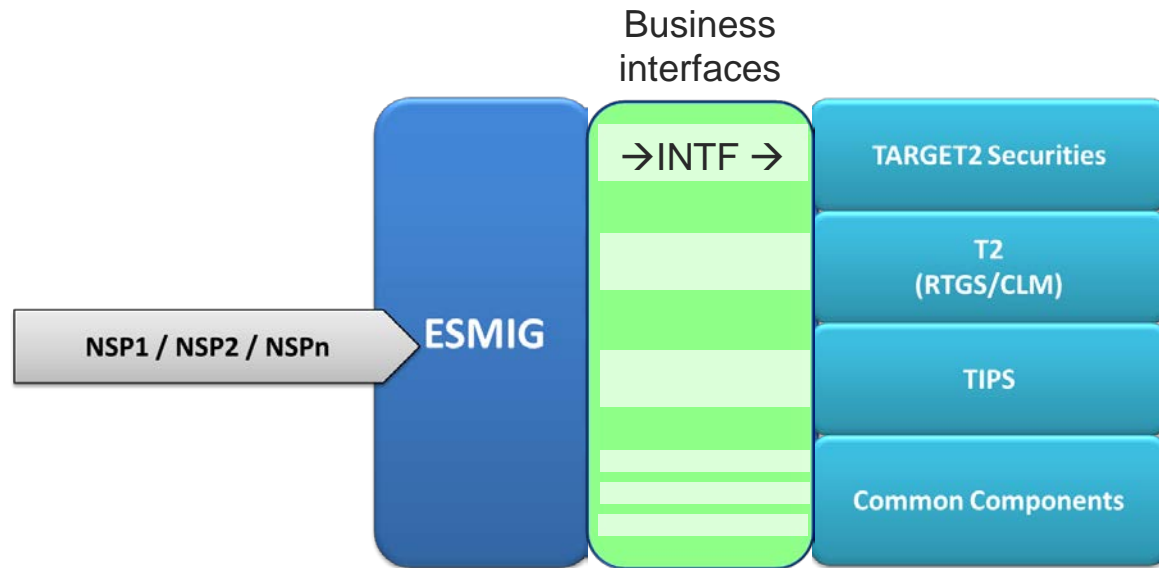 Business
interfaces
→INTF →
TARGET2 Securities
T2
(RTGS/CLM)
NSP1 / NSP2 / NSPn
ESMIG
TIPS
Common Components